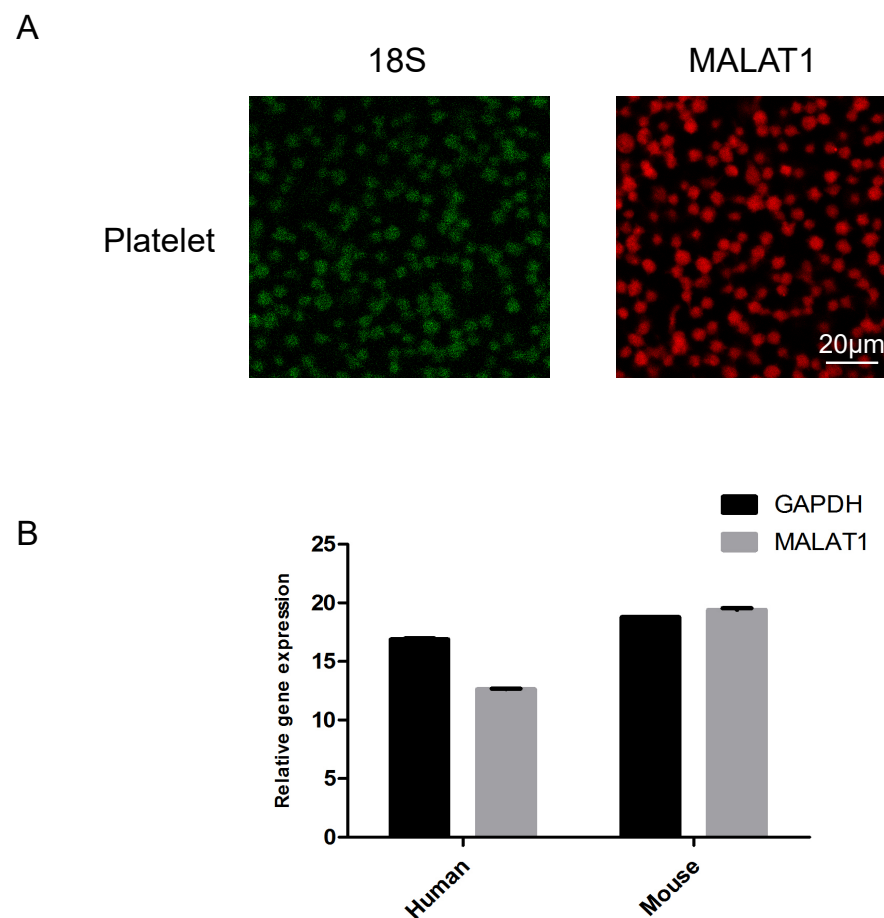 A
18S
MALAT1
Platelet
20μm
B
GAPDH
MALAT1
Relative gene expression
25
20
15
10
5
0
Human
Mouse